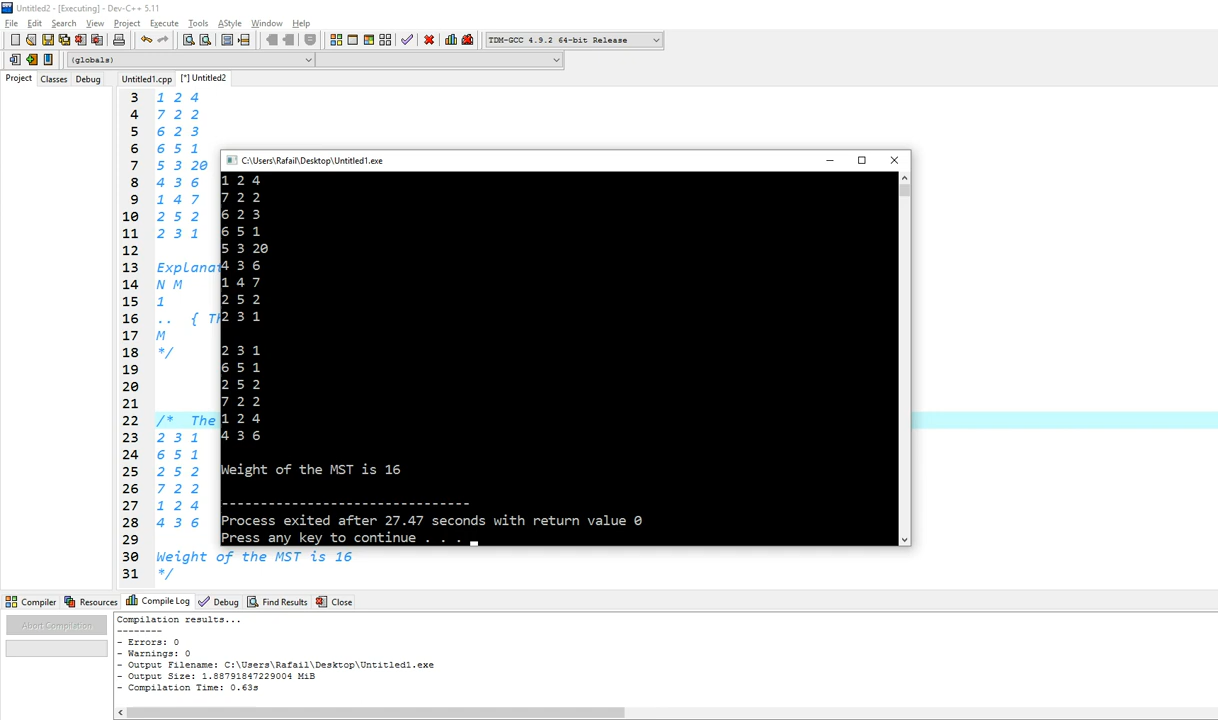 Untitled2 - [Executing] - Dev-C++ 5.11
File Edit Search View Project Execute Tools AStyle Window Help
TDM-GCC 4.9.2 64-bit Release
(globals)
Project Classes Debug Untitled1.cpp [*] Untitled2
3 1 2 4
4 7 2 2
5 6 2 3
6 6 5 1
7 5 3 20
8 4 3 6
9 1 4 7
10 2 5 2
11 2 3 1
12
13 Explanat
14 N M
15 1
16 .. { Th
17 M
18 */
19
20
21
22 /* The
23 2 3 1
24 6 5 1
25 2 5 2
26 7 2 2
27 1 2 4
28 4 3 6
29
30 Weight of the MST is 16
31 */
C:\Users\Rafail\Desktop\Untitled1.exe
1 2 4
7 2 2
6 2 3
6 5 1
5 3 20
4 3 6
1 4 7
2 5 2
2 3 1
2 3 1
6 5 1
2 5 2
7 2 2
1 2 4
4 3 6
Weight of the MST is 16
--------------------------------
Process exited after 27.47 seconds with return value 0
Press any key to continue . . .
Compiler Resources Compile Log Debug Find Results Close
Abort Compilation
Compilation results...
--------
- Errors: 0
- Warnings: 0
- Output Filename: C:\Users\Rafail\Desktop\Untitled1.exe
- Output Size: 1.88791847229004 MiB
- Compilation Time: 0.63s